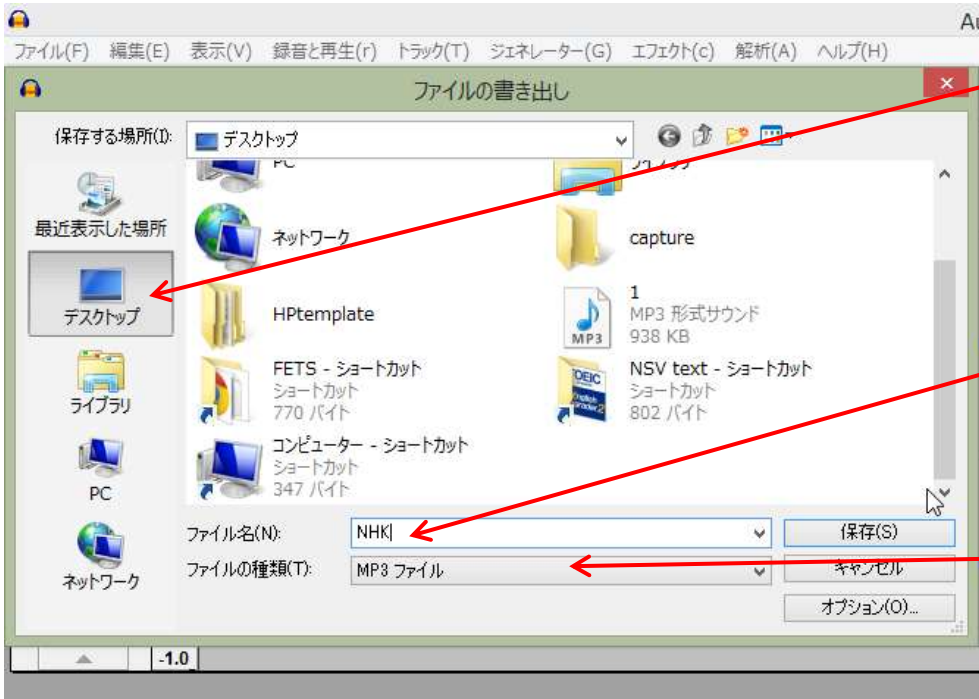 Au
ファイル(F) 編集(E) 表示(V) 録音と再生(r) トラック(T) ジェネレーター(G) エフェクト(c) 解析(A) ヘルプ(H)
ファイルの書き出し
保存する場所(I): デスクトップ
最近表示した場所
デスクトップ
ライブラリ
PC
ネットワーク
PC
ライブラリ
ネットワーク
capture
HPtemplate
1
MP3 形式サウンド
938 KB
MP3
FETS - ショートカット
ショートカット
770 バイト
NSV text - ショートカット
ショートカット
802 バイト
TOEIC
English
コンピューター - ショートカット
ショートカット
347 バイト
ファイル名(N): NHK 保存(S)
ファイルの種類(T): MP3 ファイル キャンセル
オプション(O)...
-1.0